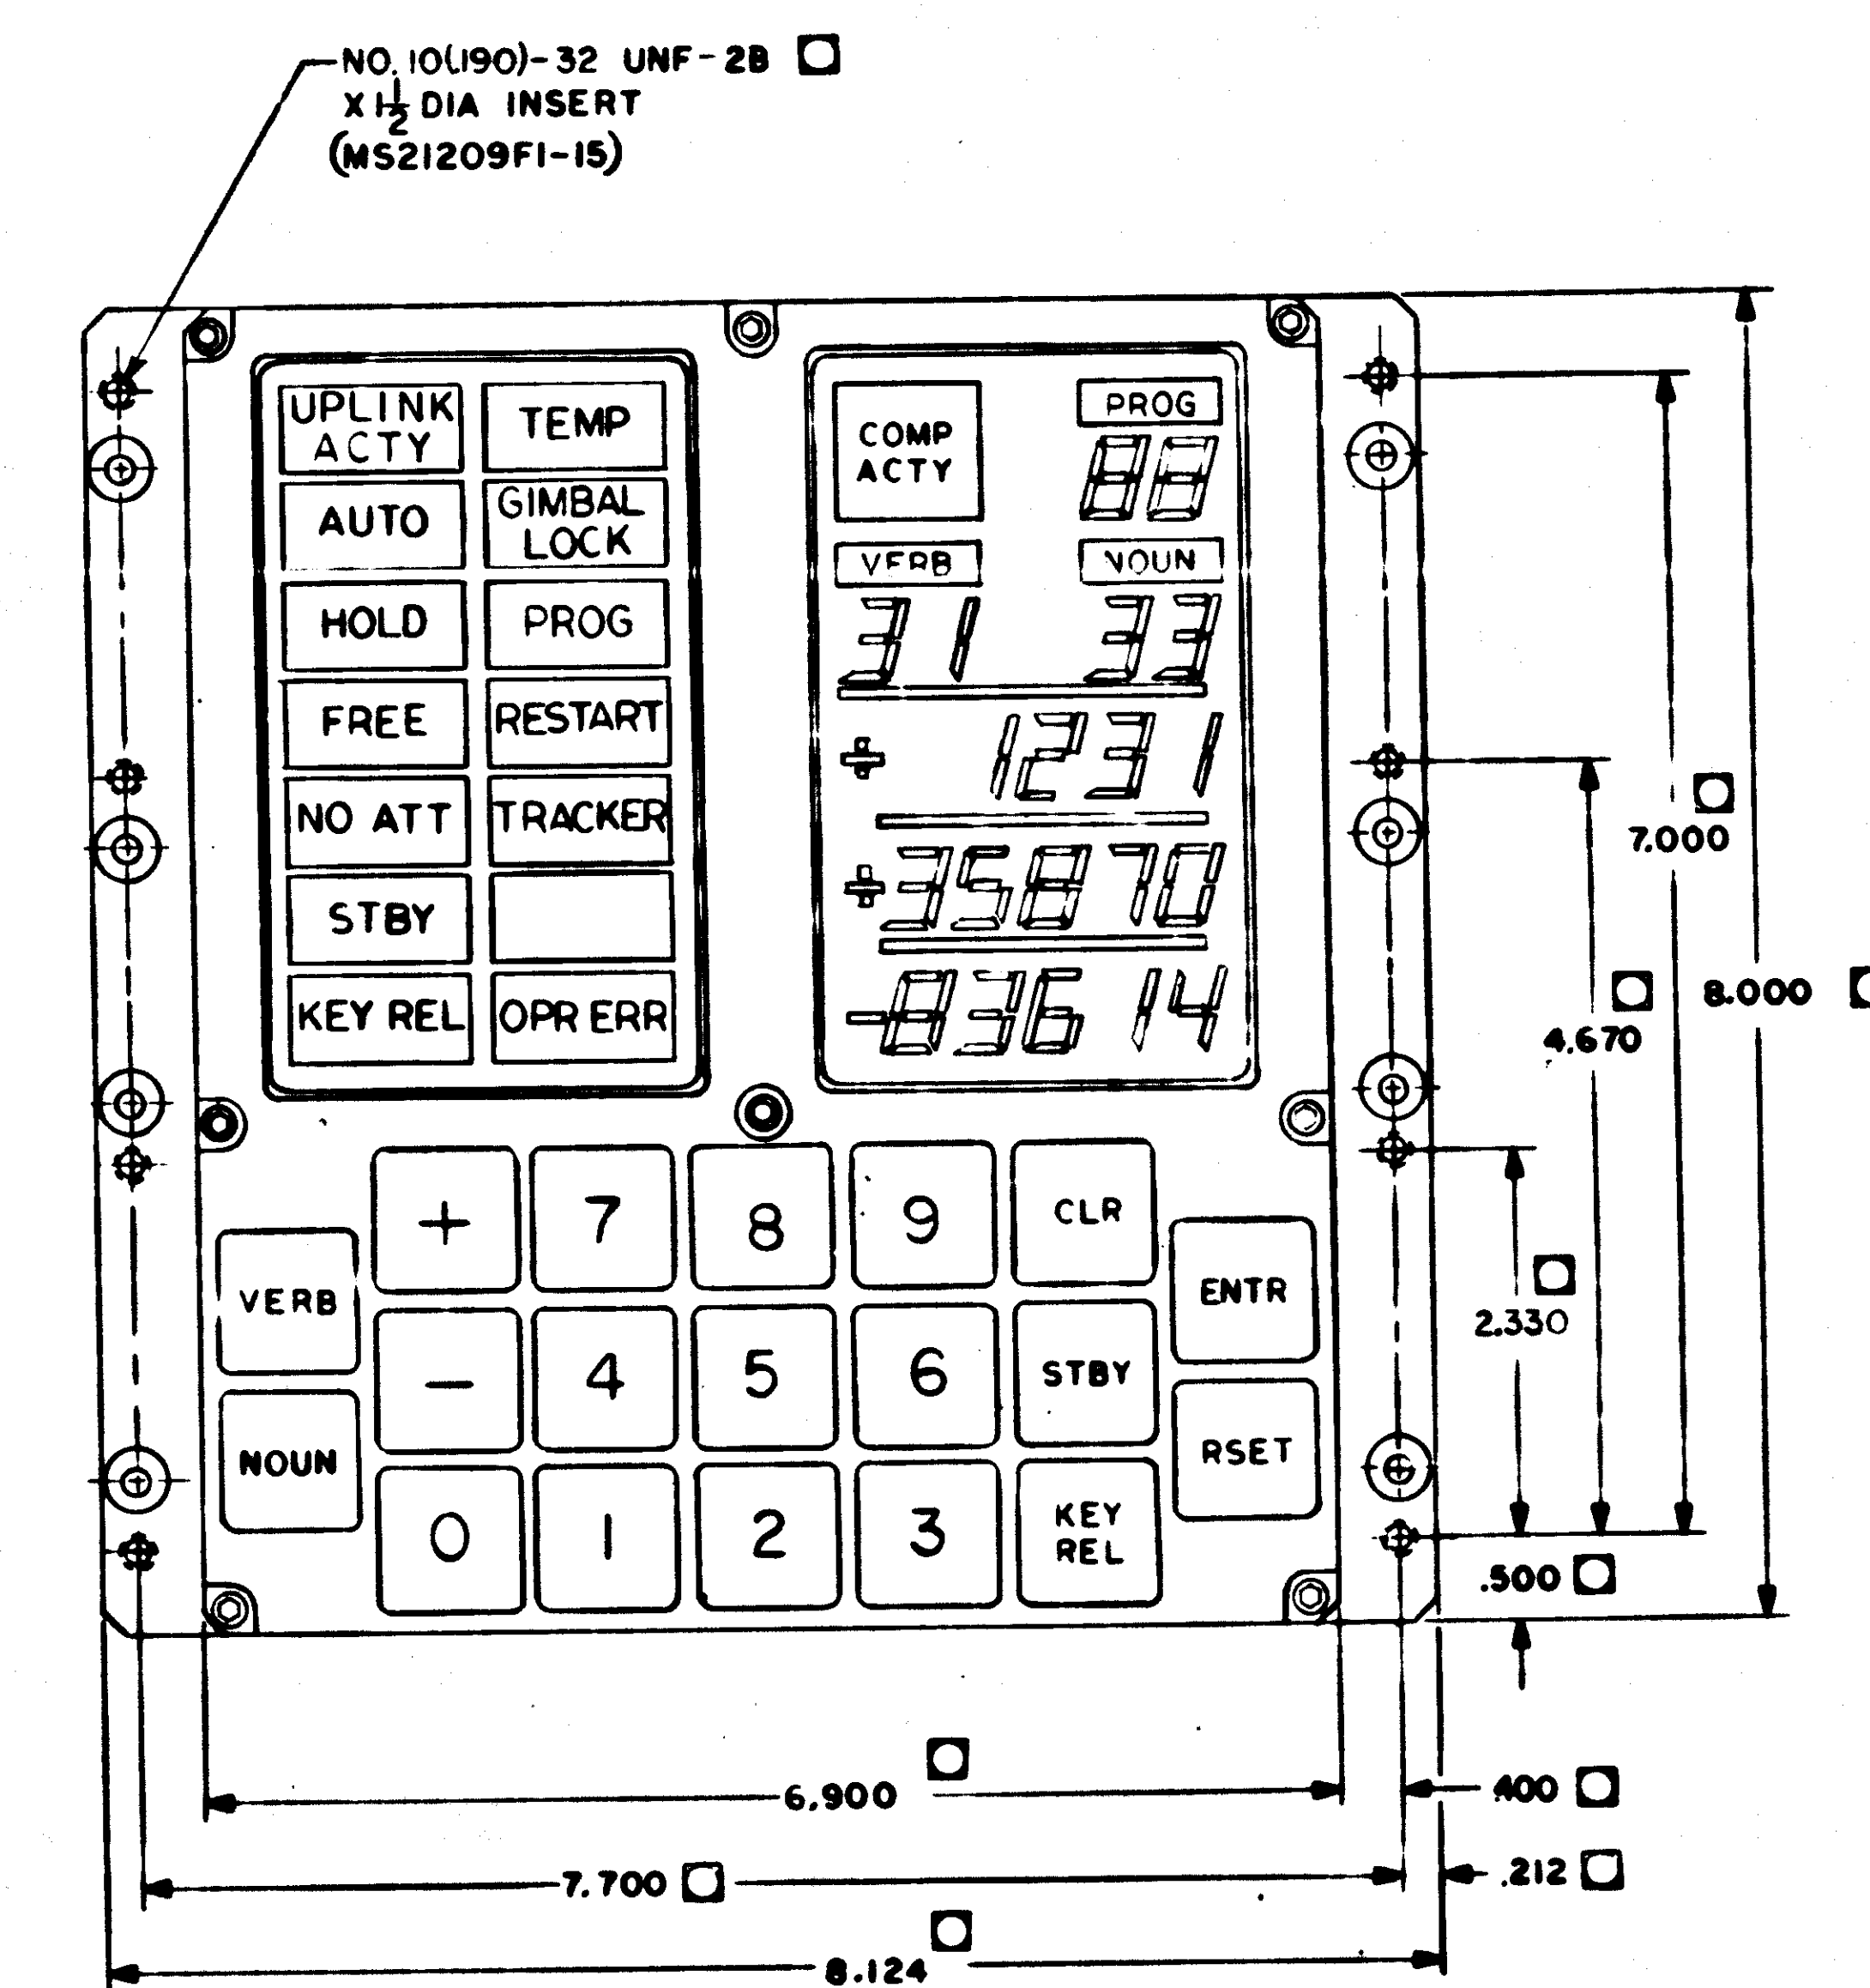 NO. 10(.190)-32 UNF-2B
X 1 1/2 DIA INSERT
(MS21209F1-15)
UPLINK
ACTY
TEMP
AUTO
GIMBAL
LOCK
HOLD
PROG
FREE
RESTART
NO ATT
TRACKER
STBY
KEY REL
OPR ERR
COMP
ACTY
PROG
88
VERB
NOUN
31
33
+ 1231
+35870
-83614
+
7
8
9
CLR
VERB
ENTR
-
4
5
6
STBY
NOUN
RSET
0
1
2
3
KEY
REL
7.000
8.000
4.670
2.330
.500
6.900
.400
7.700
.212
8.124